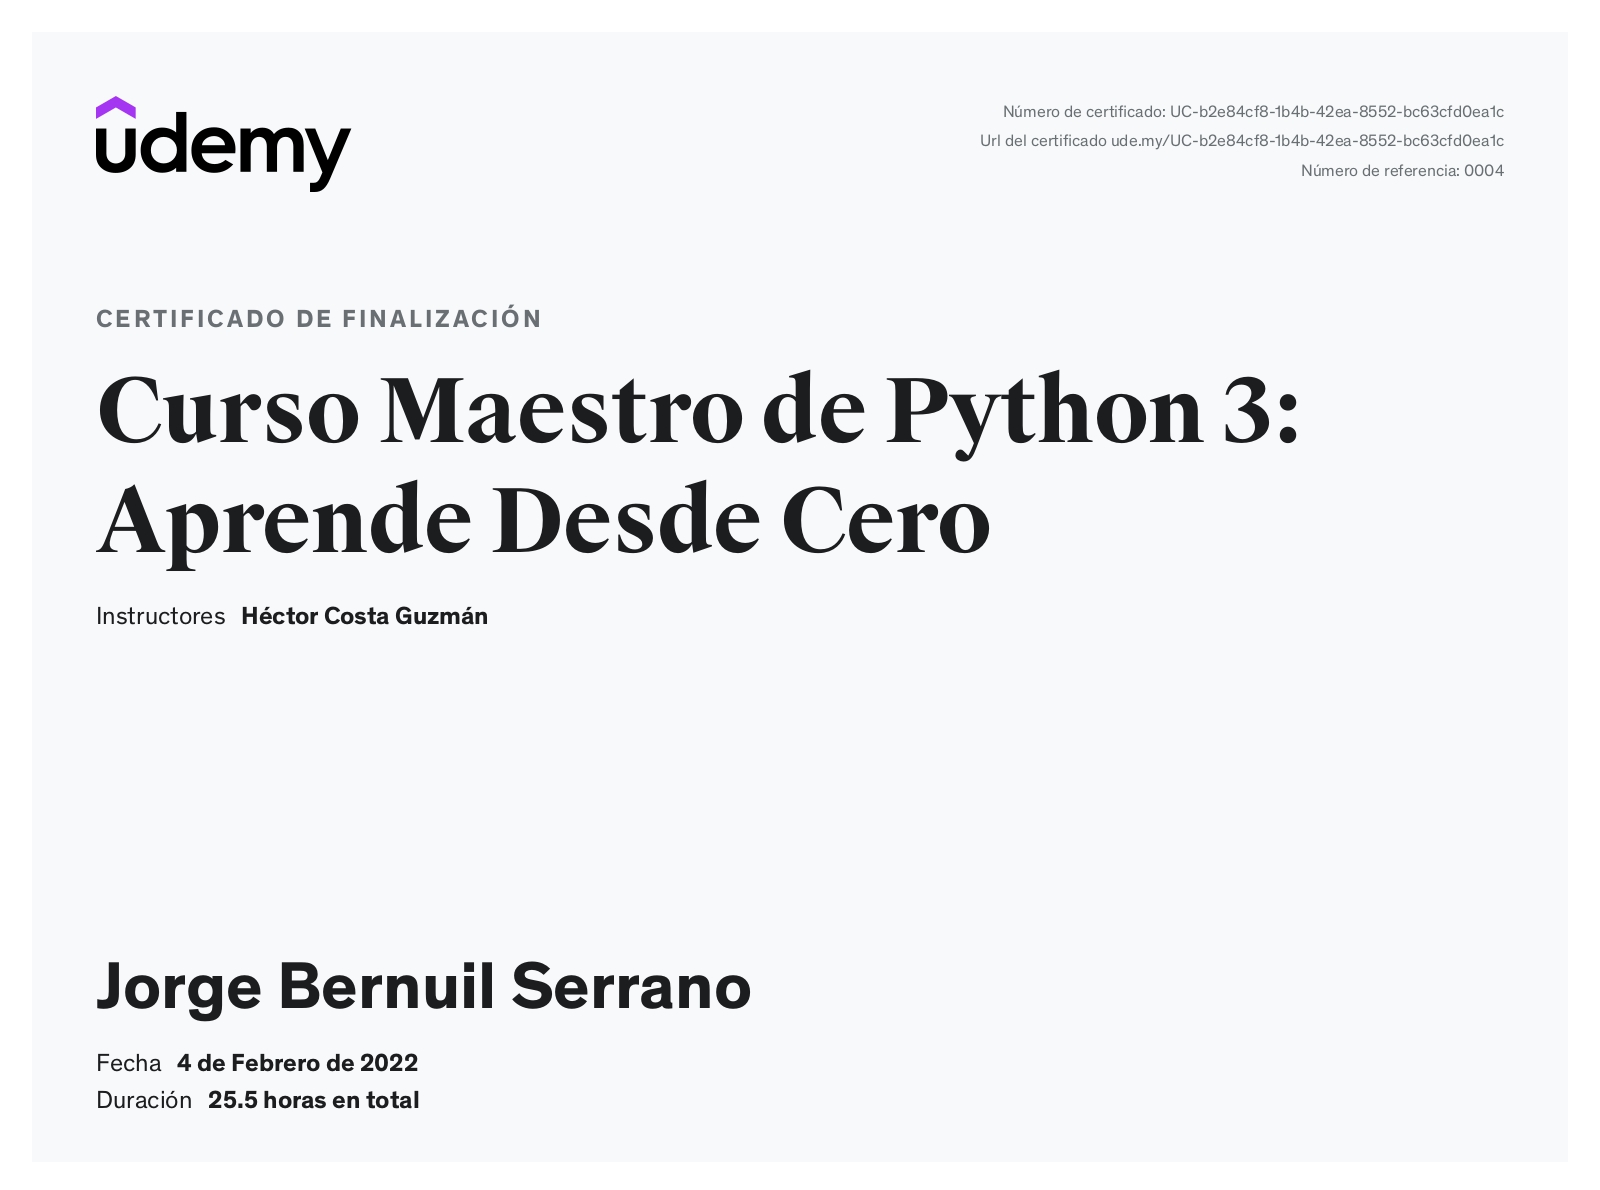 udemy
Número de certificado: UC-b2e84cf8-1b4b-42ea-8552-bc63cfd0ea1c
Url del certificado ude.my/UC-b2e84cf8-1b4b-42ea-8552-bc63cfd0ea1c
Número de referencia: 0004
CERTIFICADO DE FINALIZACIÓN
Curso Maestro de Python 3:
Aprende Desde Cero
Instructores Héctor Costa Guzmán
Jorge Bernuil Serrano
Fecha 4 de Febrero de 2022
Duración 25.5 horas en total